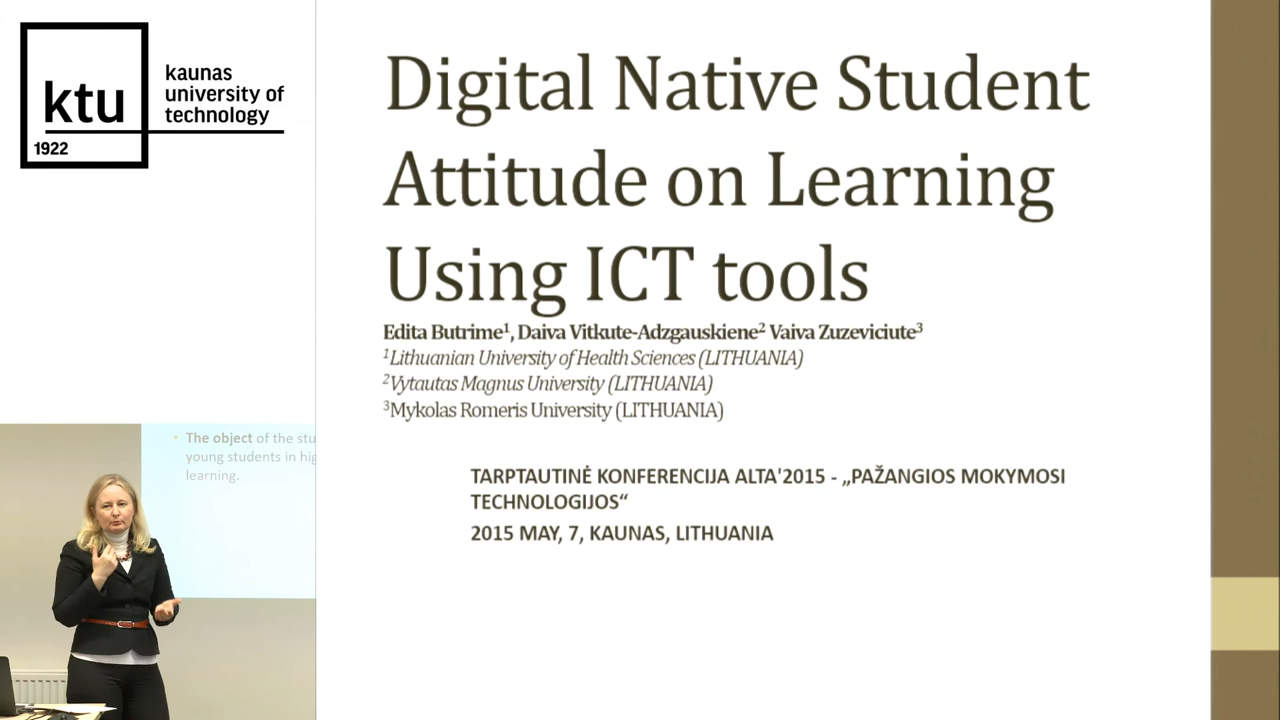 ktu
1922
kaunas
university of
technology
Digital Native Student
Attitude on Learning
Using ICT tools
Edita Butrime¹, Daiva Vitkute-Adzgauskiene² Vaiva Zuzeviciute³
¹Lithuanian University of Health Sciences (LITHUANIA)
²Vytautas Magnus University (LITHUANIA)
³Mykolas Romeris University (LITHUANIA)
TARPTAUTINĖ KONFERENCIJA ALTA'2015 - „PAŽANGIOS MOKYMOSI
TECHNOLOGIJOS“
2015 MAY, 7, KAUNAS, LITHUANIA
• The object of the stu
young students in hig
learning.